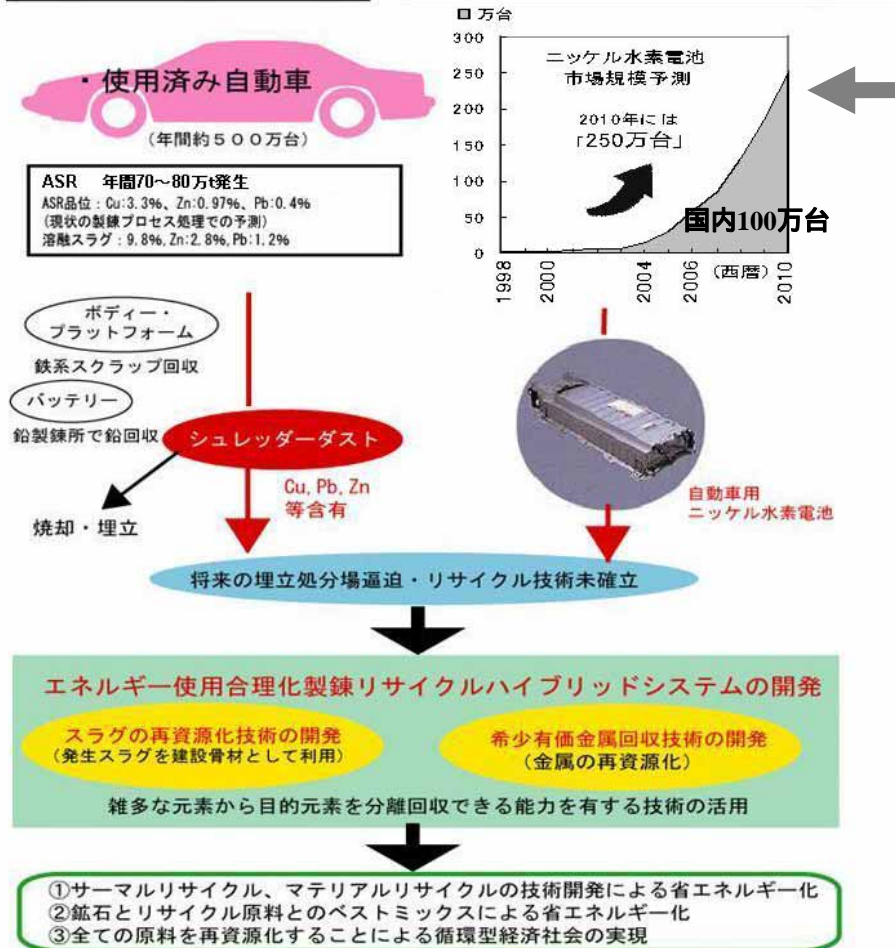 ・使用済み自動車
(年間約500万台)
ASR 年間70～80万t発生
ASR品位：Cu:3.3%、Zn:0.97%、Pb:0.4%
(現状の製錬プロセス処理での予測)
溶融スラグ：9.8%,Zn:2.8%,Pb:1.2%
万台
300
250
200
150
100
50
0
ニッケル水素電池
市場規模予測
2010年には
「250万台」
国内100万台
1998
2000
2004
2006
(西暦)
2010
ボディー・
プラットフォーム
鉄系スクラップ回収
バッテリー
鉛製錬所で鉛回収
シュレッダーダスト
Cu, Pb, Zn
等含有
焼却・埋立
自動車用
ニッケル水素電池
将来の埋立処分場逼迫・リサイクル技術未確立
エネルギー使用合理化製錬リサイクルハイブリッドシステムの開発
スラグの再資源化技術の開発
(発生スラグを建設骨材として利用)
希少有価金属回収技術の開発
(金属の再資源化)
雑多な元素から目的元素を分離回収できる能力を有する技術の活用
①サーマルリサイクル、マテリアルリサイクルの技術開発による省エネルギー化
②鉱石とリサイクル原料とのベストミックスによる省エネルギー化
③全ての原料を再資源化することによる循環型経済社会の実現